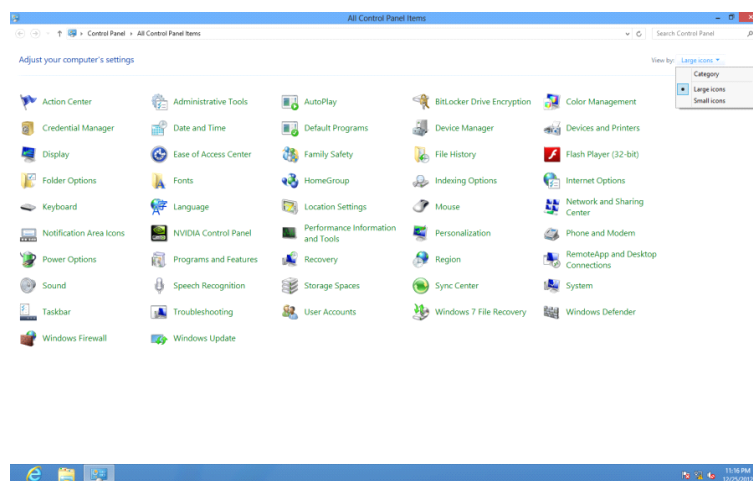 All Control Panel Items
Control Panel All Control Panel Items
Search Control Panel
Adjust your computer's settings
View by: Large icons
Category
Large icons
Small icons
Action Center
Administrative Tools
AutoPlay
BitLocker Drive Encryption
Color Management
Credential Manager
Date and Time
Default Programs
Device Manager
Devices and Printers
Display
Ease of Access Center
Family Safety
File History
Flash Player (32-bit)
Folder Options
Fonts
HomeGroup
Indexing Options
Internet Options
Keyboard
Language
Location Settings
Mouse
Network and Sharing
Center
Notification Area Icons
NVIDIA Control Panel
Performance Information
and Tools
Personalization
Phone and Modem
Power Options
Programs and Features
Recovery
Region
RemoteApp and Desktop
Connections
Sound
Speech Recognition
Storage Spaces
Sync Center
System
Taskbar
Troubleshooting
User Accounts
Windows 7 File Recovery
Windows Defender
Windows Firewall
Windows Update
11:16 PM